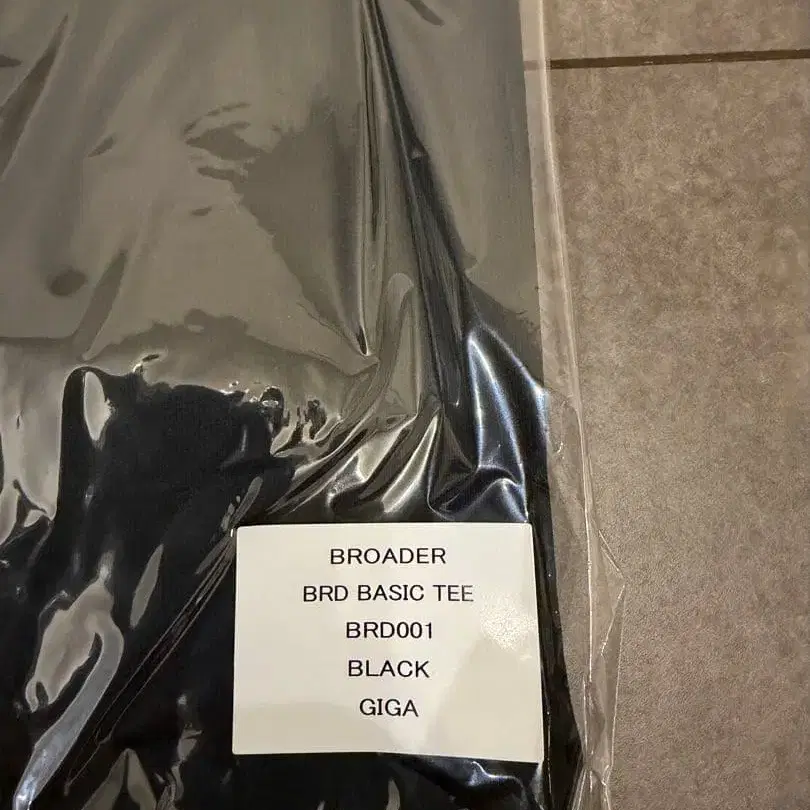 BROADER
BRD BASIC TEE
BRD001
BLACK
GIGA